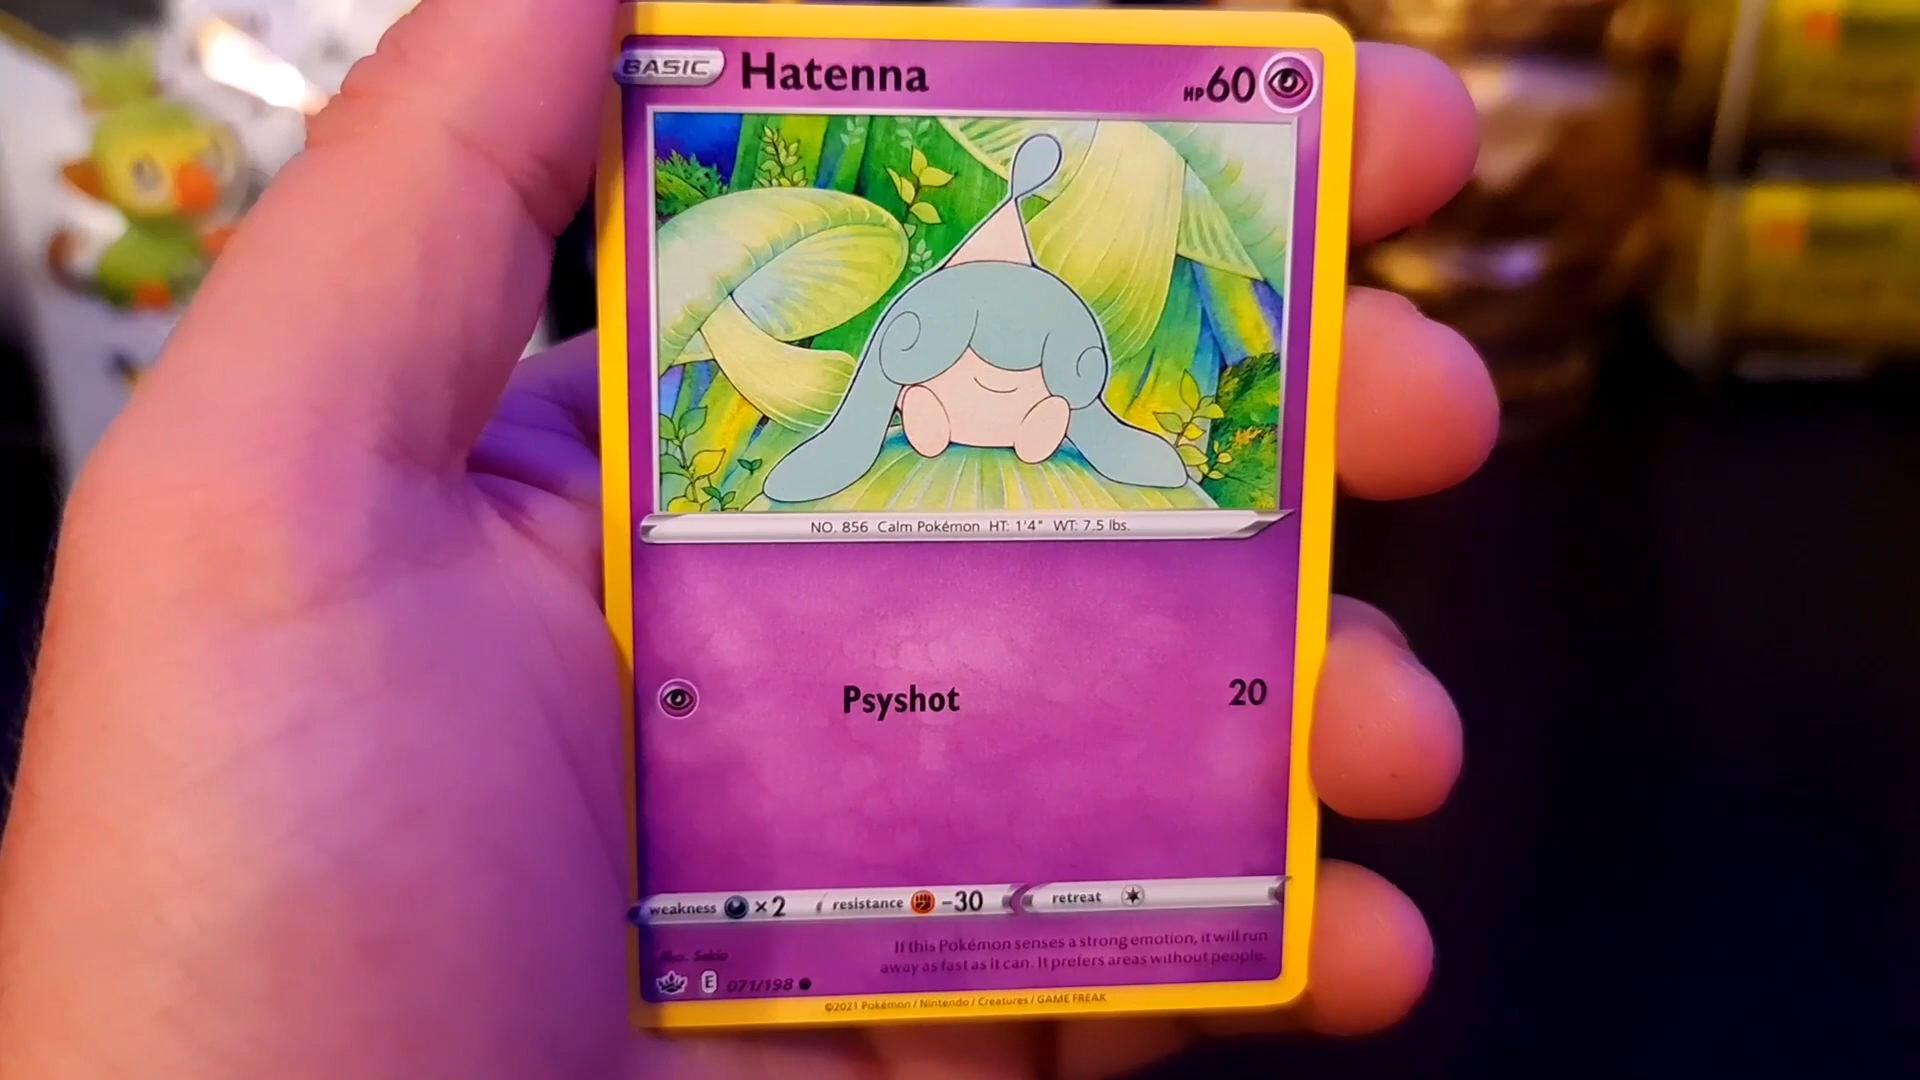 BASIC Hatenna HP60
NO. 856 Calm Pokémon HT: 1'4" WT: 7.5 lbs.
Psyshot 20
weakness ×2 resistance -30 retreat
If this Pokémon senses a strong emotion, it will run
away as fast as it can. It prefers areas without people.
Illus. Sekio
E 071/198
©2021 Pokémon / Nintendo / Creatures / GAME FREAK